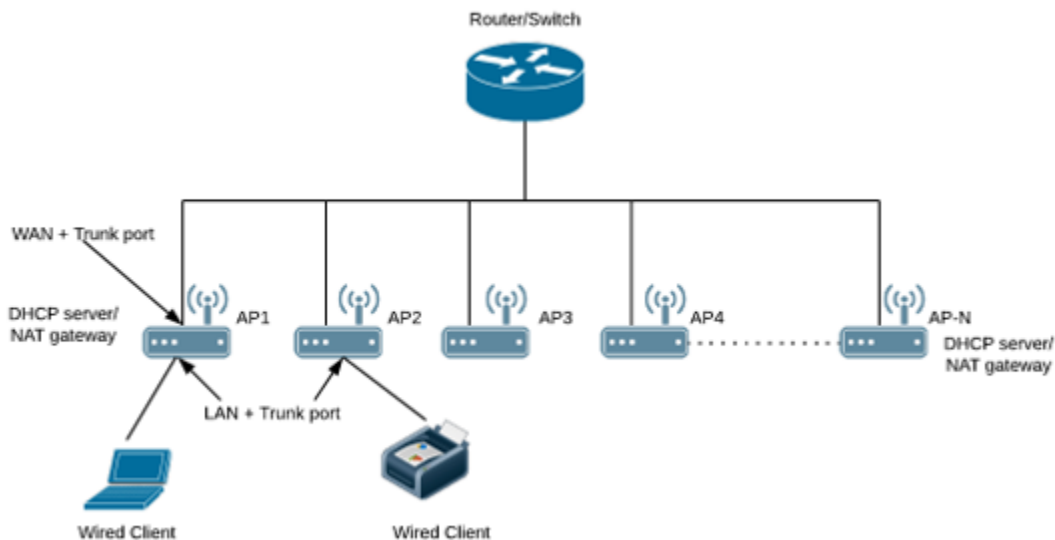 Router/Switch
WAN + Trunk port
DHCP server/
NAT gateway
AP1
AP2
AP3
AP4
AP-N
DHCP server/
NAT gateway
LAN + Trunk port
Wired Client
Wired Client